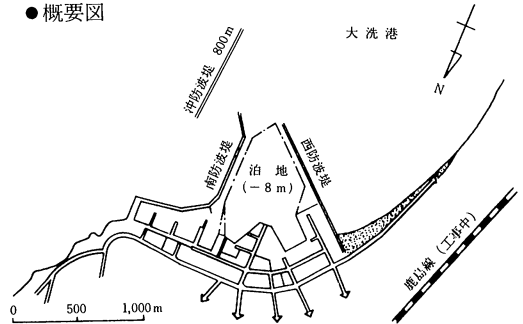 ●概要図
大洗港
沖防波堤 800m
N
南防波堤
西防波堤
泊地
(−8m)
鹿島線(工事中)
0 500 1,000m